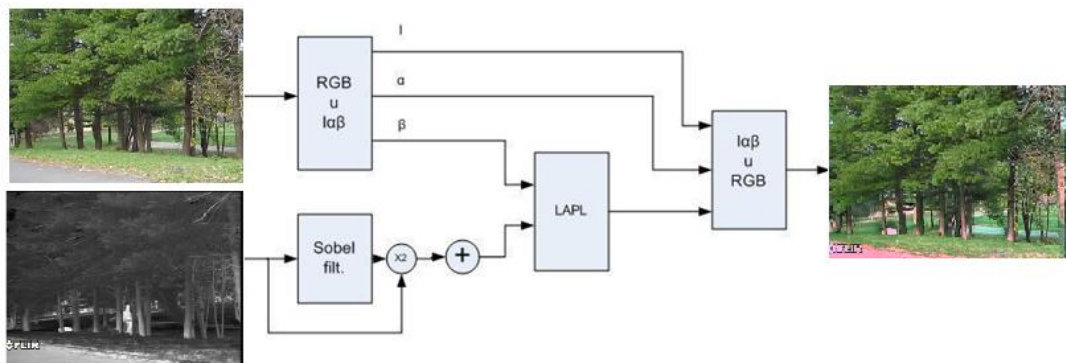 l
RGB
u
lαβ
α
β
LAPL
lαβ
u
RGB
Sobel
filt.
X2
+
FLIR
FLIR